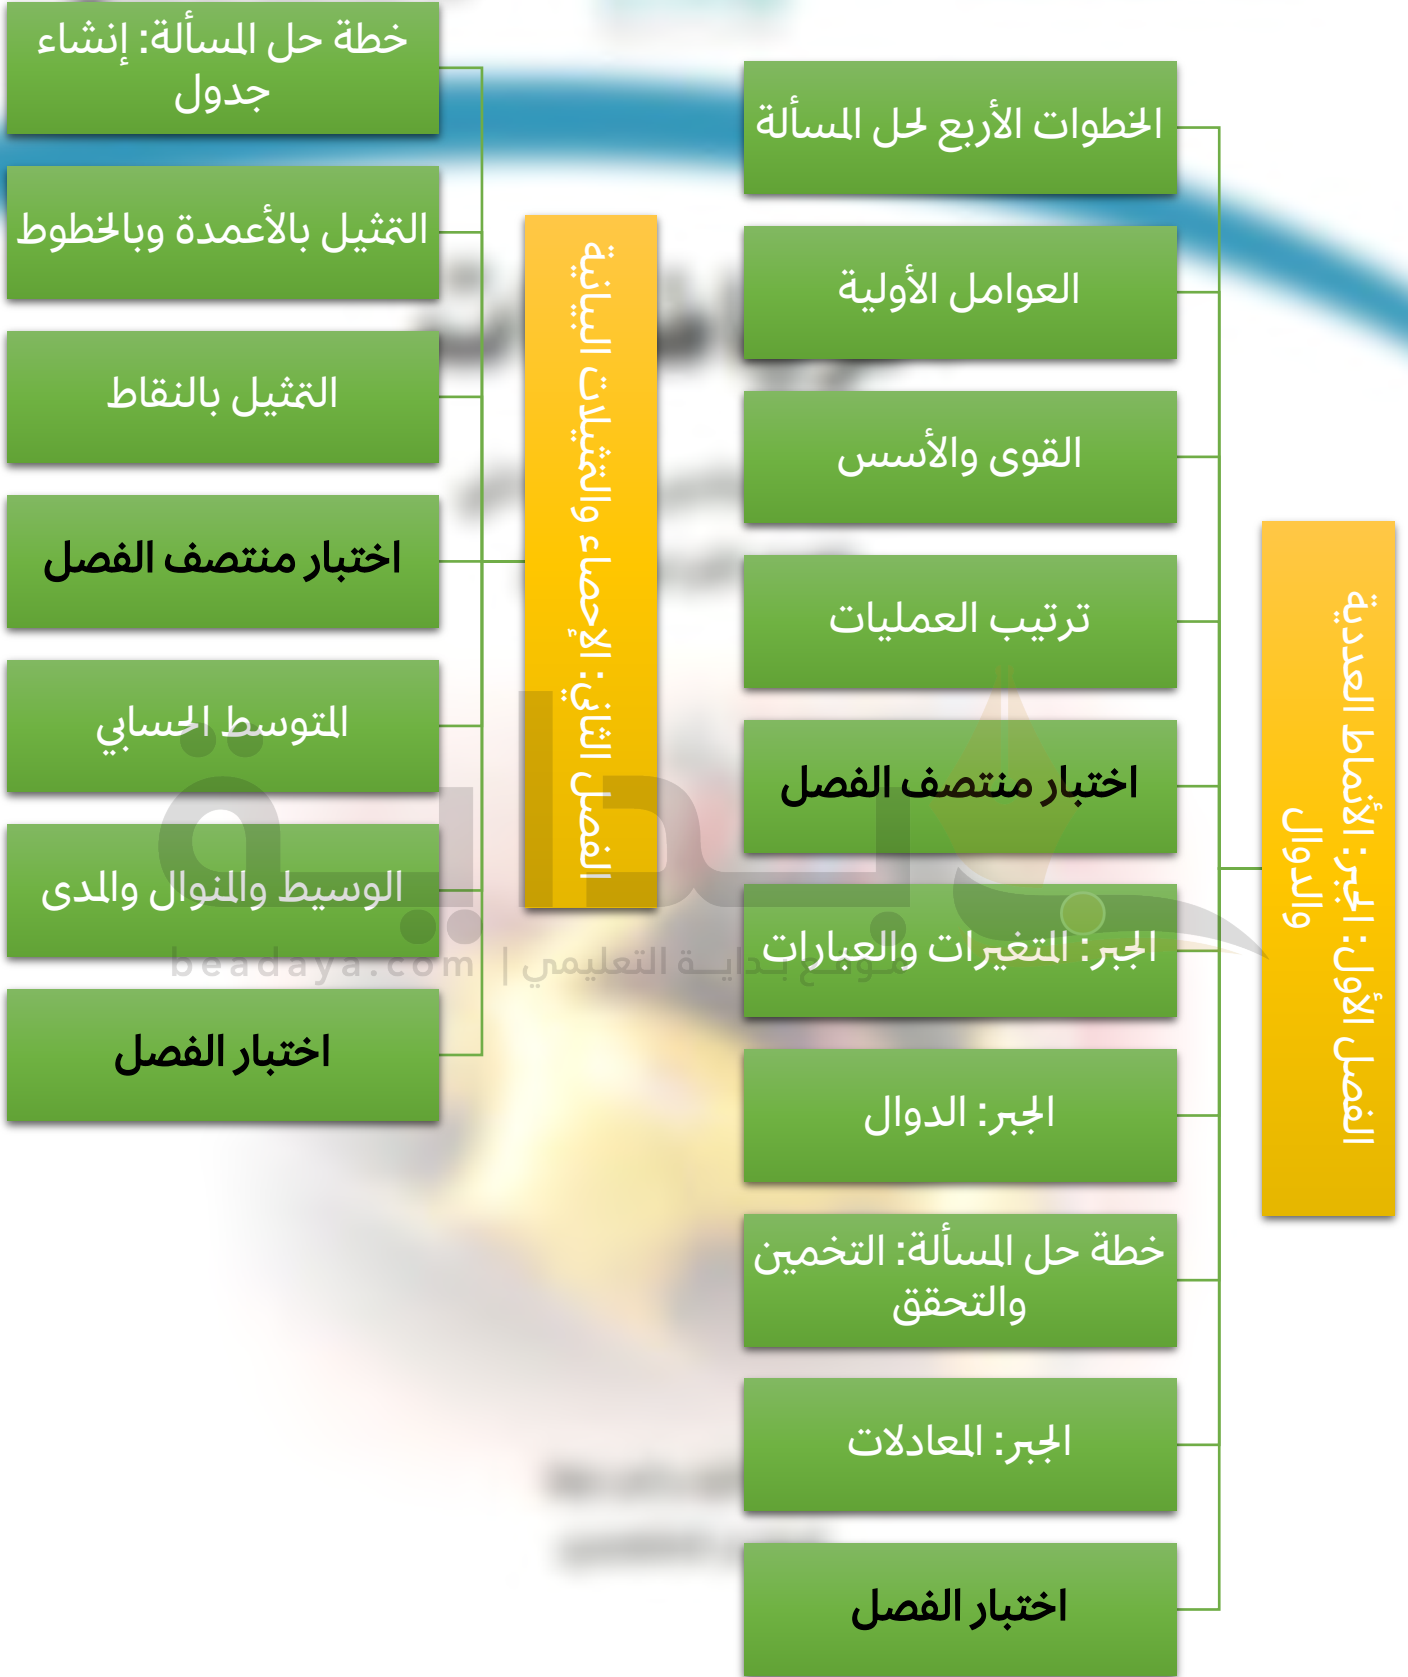 الفصل الأول: الجبر: الأنماط العددية
والدوال
الخطوات الأربع لحل المسألة
العوامل الأولية
القوى والأسس
ترتيب العمليات
اختبار منتصف الفصل
الجبر: المتغيرات والعبارات
الجبر: الدوال
خطة حل المسألة: التخمين
والتحقق
الجبر: المعادلات
اختبار الفصل
الفصل الثاني: الإحصاء والتمثيلات البيانية
خطة حل المسألة: إنشاء
جدول
التمثيل بالأعمدة وبالخطوط
التمثيل بالنقاط
اختبار منتصف الفصل
المتوسط الحسابي
الوسيط والمنوال والمدى
اختبار الفصل
بداية
موقع بداية التعليمي | beadaya.com